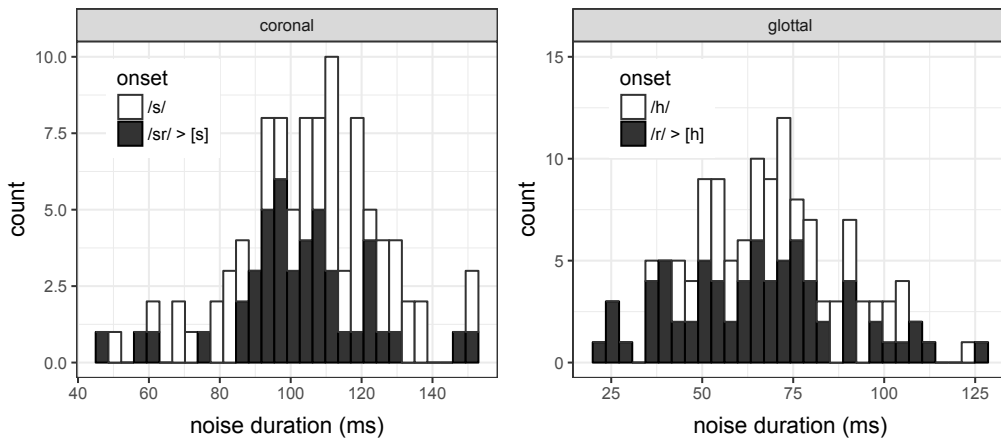 coronal
10.0
7.5
5.0
2.5
0.0
count
onset
/s/
/sr/ > [s]
40 60 80 100 120 140
noise duration (ms)
glottal
15
10
5
0
count
onset
/h/
/r/ > [h]
25 50 75 100 125
noise duration (ms)